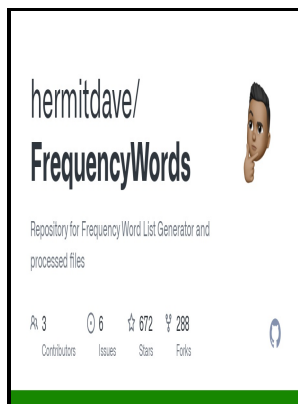 hermitdave/
FrequencyWords
Repository for Frequency Word List Generator and
processed files
3 6 672 288
Contributors Issues Stars Forks